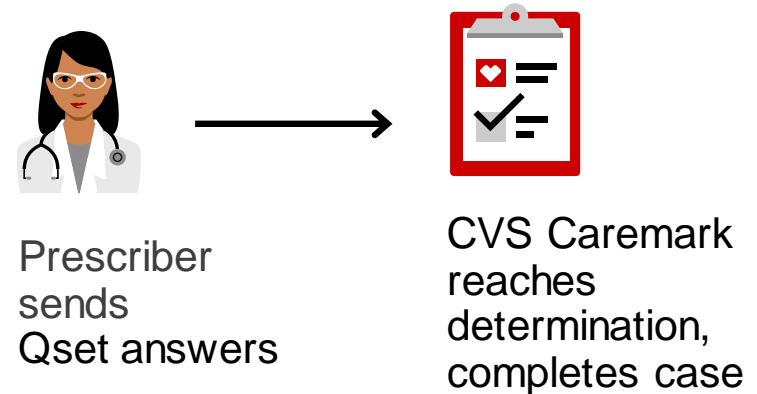 Prescriber
sends
Qset answers
CVS Caremark
reaches
determination,
completes case